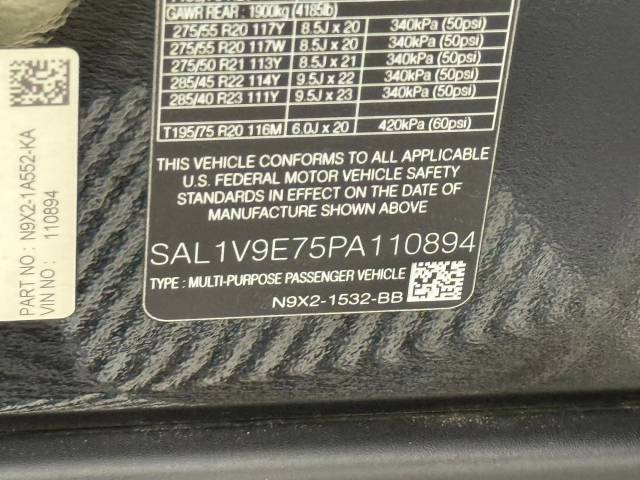 GAWR REAR : 1900kg (4185lb)
275/55 R20 117Y 8.5J x 20 340kPa (50psi)
275/55 R20 117W 8.5J x 20 340kPa (50psi)
275/50 R21 113Y 8.5J x 21 340kPa (50psi)
285/45 R22 114Y 9.5J x 22 340kPa (50psi)
285/40 R23 111Y 9.5J x 23 340kPa (50psi)
T195/75 R20 116M 6.0J x 20 420kPa (60psi)
THIS VEHICLE CONFORMS TO ALL APPLICABLE
U.S. FEDERAL MOTOR VEHICLE SAFETY
STANDARDS IN EFFECT ON THE DATE OF
MANUFACTURE SHOWN ABOVE
SAL1V9E75PA110894
TYPE : MULTI-PURPOSE PASSENGER VEHICLE
N9X2-1532-BB
PART NO : N9X2-1A552-KA
VIN NO : 110894